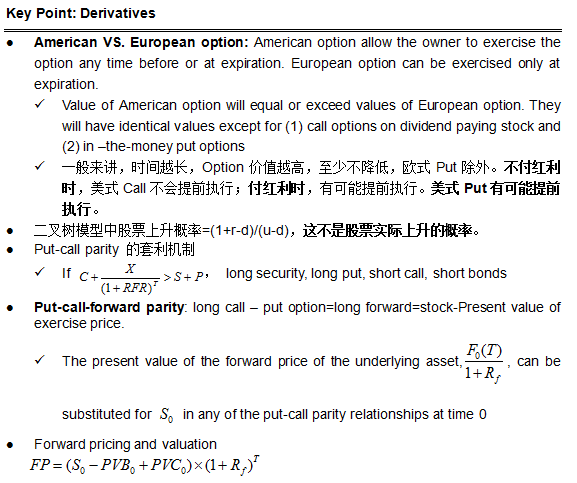 Key Point: Derivatives
● American VS. European option: American option allow the owner to exercise the
option any time before or at expiration. European option can be exercised only at
expiration.
✓ Value of American option will equal or exceed values of European option. They
will have identical values except for (1) call options on dividend paying stock and
(2) in –the-money put options
✓ 一般来讲，时间越长，Option 价值越高，至少不降低，欧式 Put 除外。不付红利
时，美式 Call 不会提前执行；付红利时，有可能提前执行。美式 Put 有可能提前
执行。
● 二叉树模型中股票上升概率=(1+r-d)/(u-d)，这不是股票实际上升的概率。
● Put-call parity 的套利机制
✓ If C+X/(1+RFR)^T>S+P， long security, long put, short call, short bonds
● Put-call-forward parity: long call – put option=long forward=stock-Present value of
exercise price.
✓ The present value of the forward price of the underlying asset, F₀(T)/(1+R_f) , can be
substituted for S₀ in any of the put-call parity relationships at time 0
● Forward pricing and valuation
FP=(S₀−PVB₀+PVC₀)×(1+R_f)^T